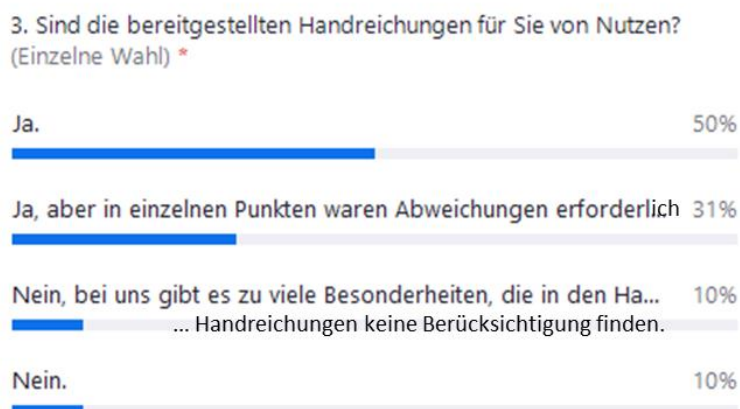 3. Sind die bereitgestellten Handreichungen für Sie von Nutzen?
(Einzelne Wahl) *
Ja. 50%
Ja, aber in einzelnen Punkten waren Abweichungen erforderlich 31%
Nein, bei uns gibt es zu viele Besonderheiten, die in den Ha... 10%
... Handreichungen keine Berücksichtigung finden.
Nein. 10%